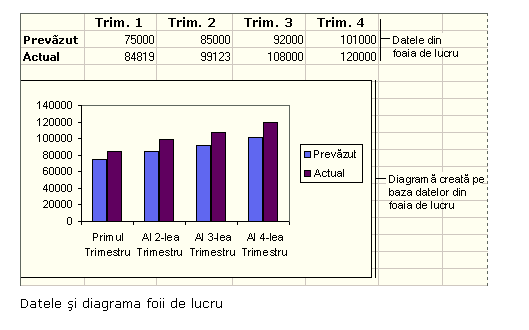 Trim. 1 Trim. 2 Trim. 3 Trim. 4
Prevăzut 75000 85000 92000 101000
Actual 84819 99123 108000 120000
Datele din
foaia de lucru
140000
120000
100000
80000
60000
40000
20000
0
Primul
Trimestru
Al 2-lea
Trimestru
Al 3-lea
Trimestru
Al 4-lea
Trimestru
Prevăzut
Actual
Diagramă creată pe
baza datelor din
foaia de lucru
Datele şi diagrama foii de lucru